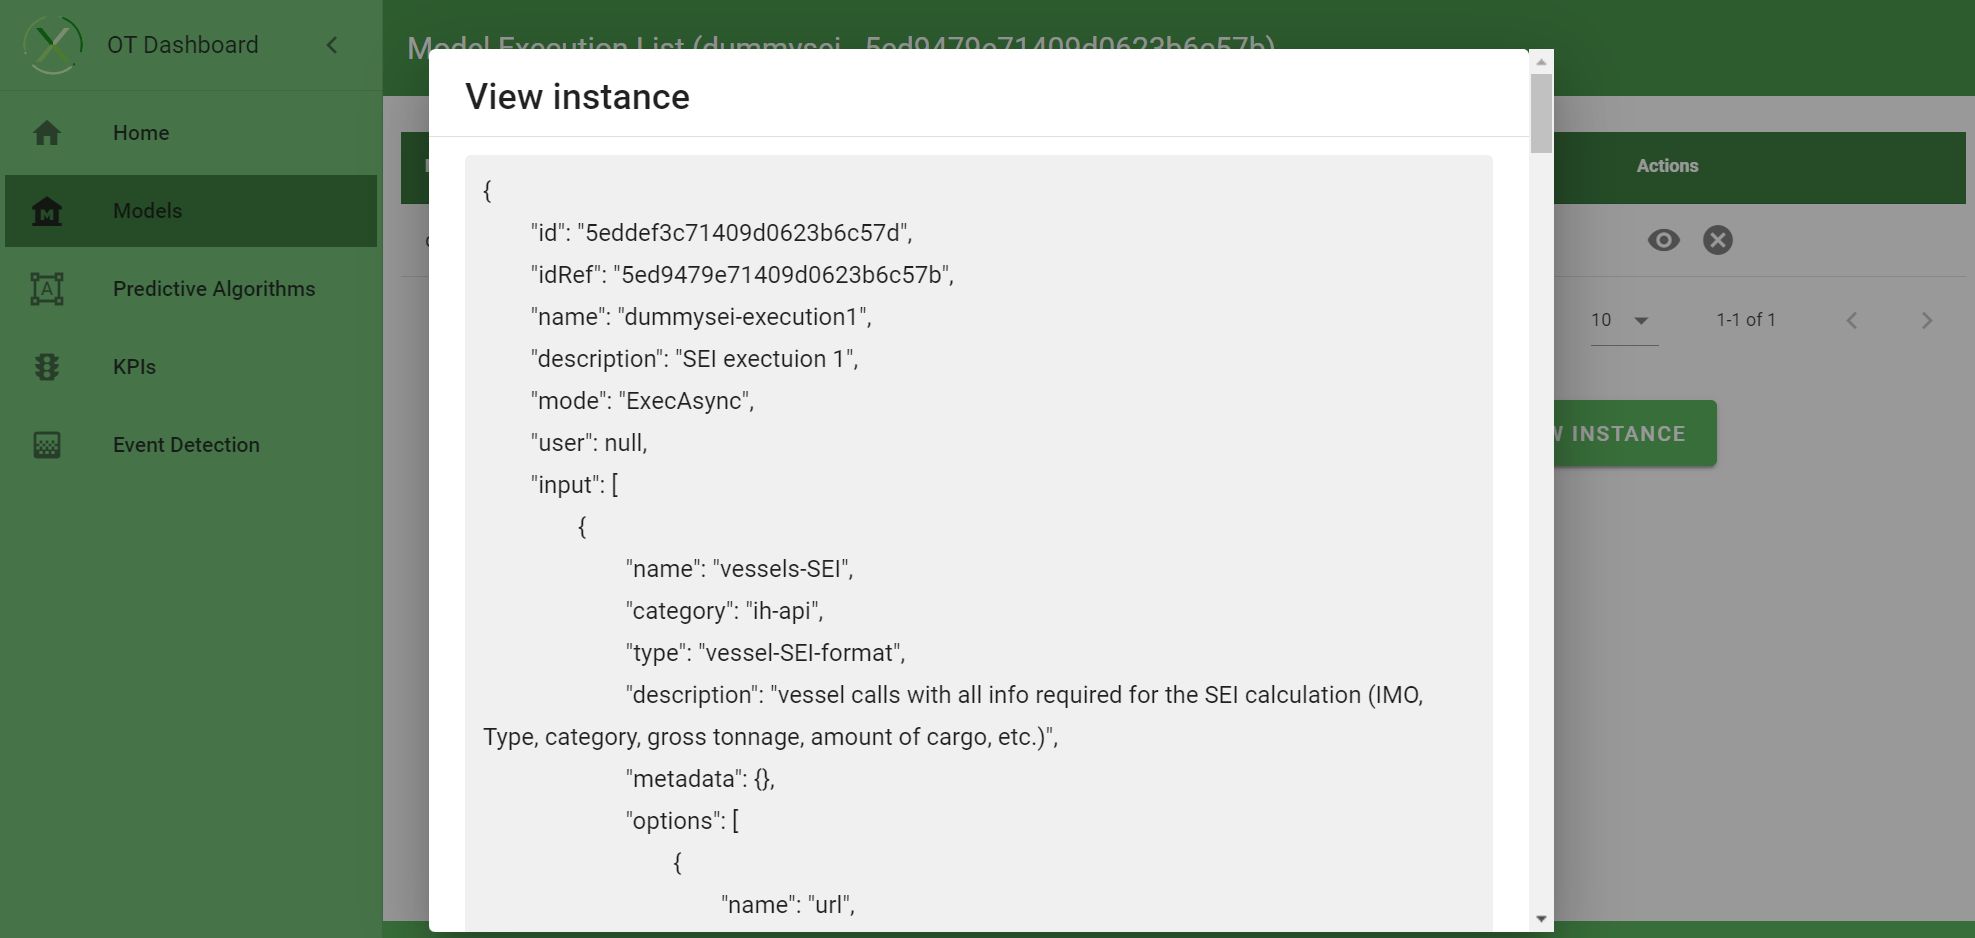 OT Dashboard
Home
Models
Predictive Algorithms
KPIs
Event Detection
Model Execution List (dummysei - 5ed9479e71409d0623b6c57b)
View instance
{
"id": "5eddef3c71409d0623b6c57d",
"idRef": "5ed9479e71409d0623b6c57b",
"name": "dummysei-execution1",
"description": "SEI exectuion 1",
"mode": "ExecAsync",
"user": null,
"input": [
{
"name": "vessels-SEI",
"category": "ih-api",
"type": "vessel-SEI-format",
"description": "vessel calls with all info required for the SEI calculation (IMO,
Type, category, gross tonnage, amount of cargo, etc.)",
"metadata": {},
"options": [
{
"name": "url",
Actions
10
1-1 of 1
INSTANCE